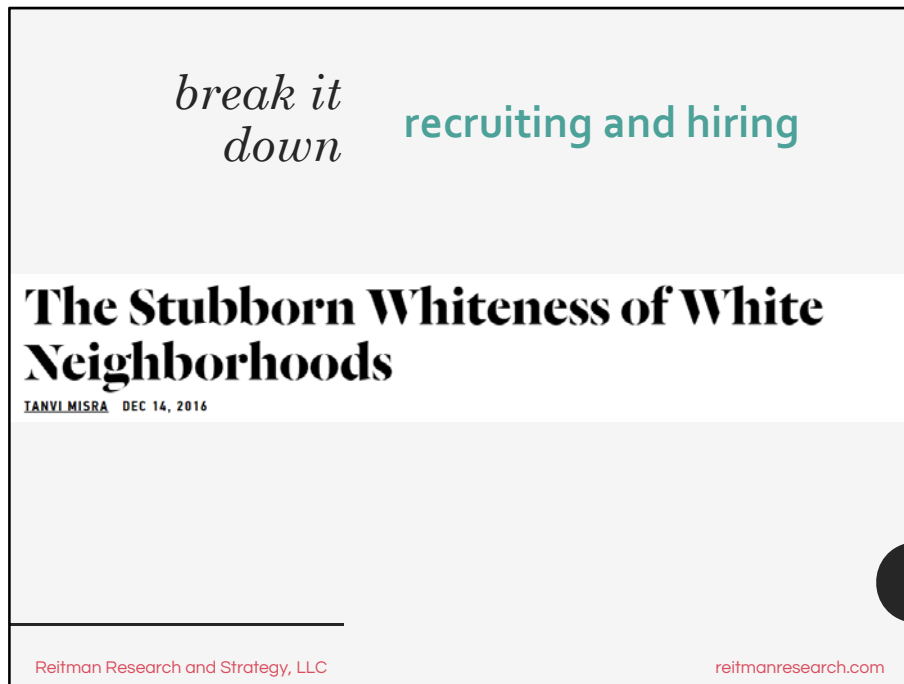 break it
down
recruiting and hiring
The Stubborn Whiteness of White
Neighborhoods
TANVI MISRA DEC 14, 2016
Reitman Research and Strategy, LLC
reitmanresearch.com